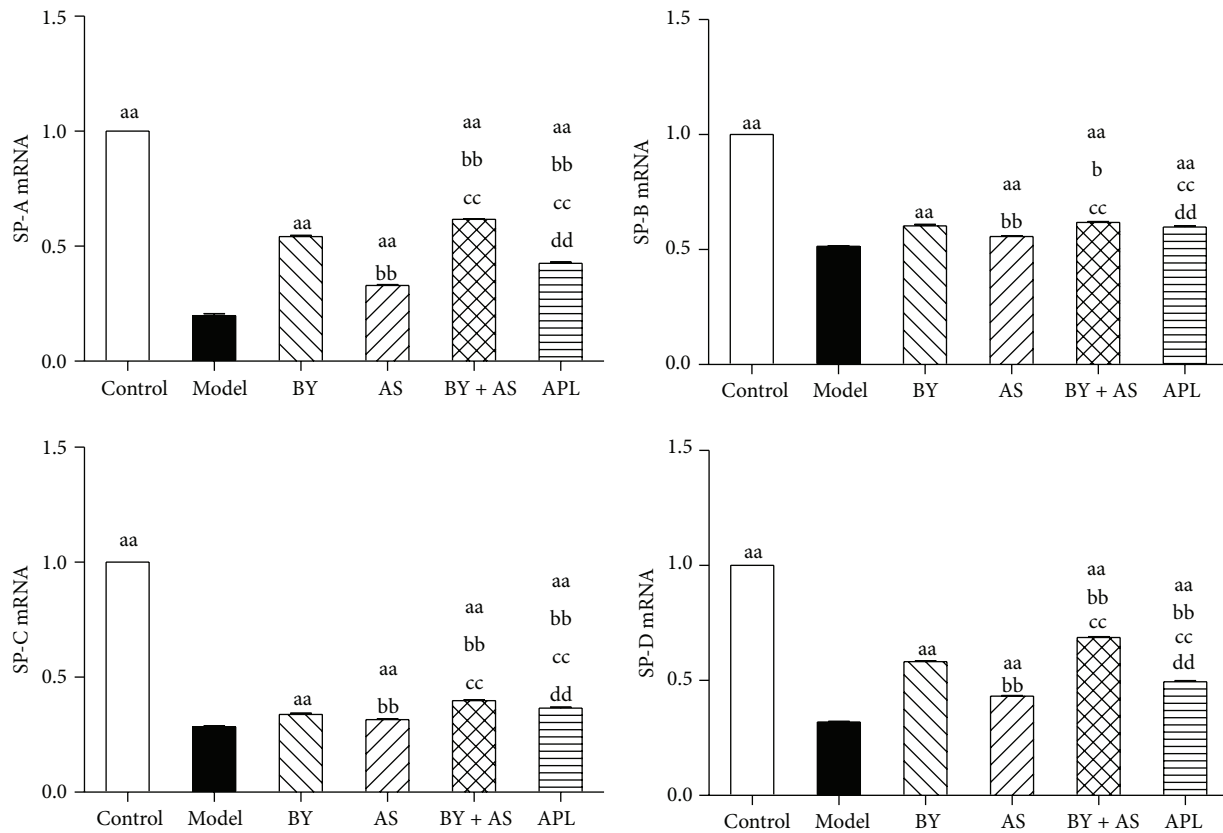 SP-A mRNA
1.5
1.0
0.5
0.0
aa
aa
aa
bb
aa
bb
cc
aa
bb
cc
dd
Control Model BY AS BY + AS APL
SP-B mRNA
1.5
1.0
0.5
0.0
aa
aa
aa
bb
aa
b
cc
aa
cc
dd
Control Model BY AS BY + AS APL
SP-C mRNA
1.5
1.0
0.5
0.0
aa
aa
aa
bb
aa
bb
cc
aa
bb
cc
dd
Control Model BY AS BY + AS APL
SP-D mRNA
1.5
1.0
0.5
0.0
aa
aa
aa
bb
aa
bb
cc
aa
bb
cc
dd
Control Model BY AS BY + AS APL